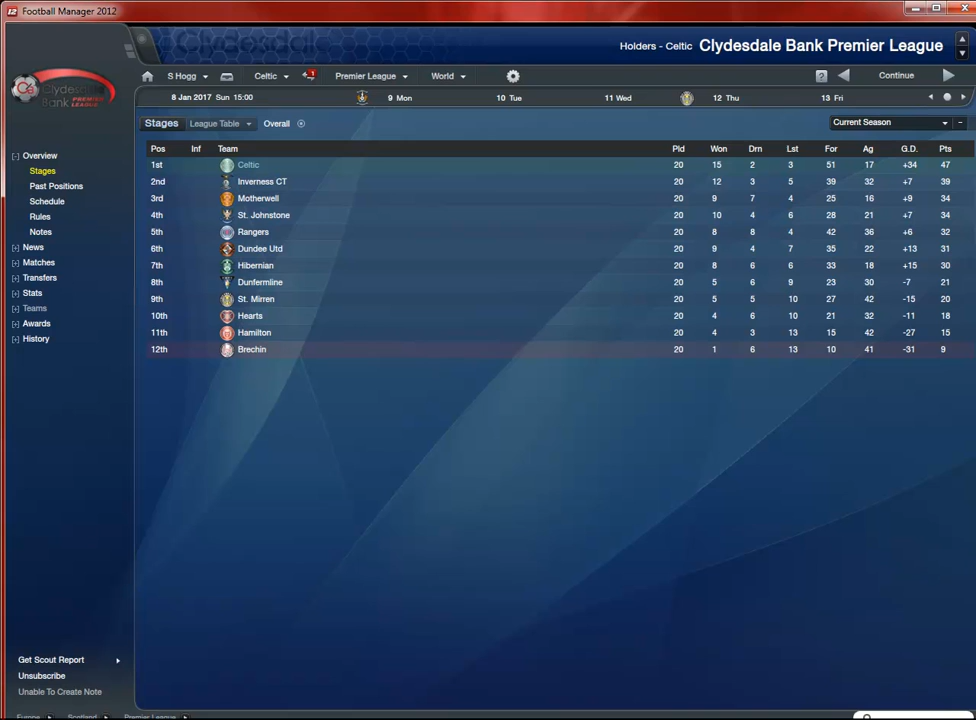 Football Manager 2012
Holders - Celtic Clydesdale Bank Premier League
Clydesdale Bank PREMIER LEAGUE
S Hogg Celtic 1 Premier League World ? Continue
8 Jan 2017 Sun 15:00 9 Mon 10 Tue 11 Wed 12 Thu 13 Fri
Stages League Table Overall Current Season
Overview
Stages
Past Positions
Schedule
Rules
Notes
News
Matches
Transfers
Stats
Teams
Awards
History
Pos Inf Team Pld Won Drn Lst For Ag G.D. Pts
1st Celtic 20 15 2 3 51 17 +34 47
2nd Inverness CT 20 12 3 5 39 32 +7 39
3rd Motherwell 20 9 7 4 25 16 +9 34
4th St. Johnstone 20 10 4 6 28 21 +7 34
5th Rangers 20 8 8 4 42 36 +6 32
6th Dundee Utd 20 9 4 7 35 22 +13 31
7th Hibernian 20 8 6 6 33 18 +15 30
8th Dunfermline 20 5 6 9 23 30 -7 21
9th St. Mirren 20 5 5 10 27 42 -15 20
10th Hearts 20 4 6 10 21 32 -11 18
11th Hamilton 20 4 3 13 15 42 -27 15
12th Brechin 20 1 6 13 10 41 -31 9
Get Scout Report
Unsubscribe
Unable To Create Note
Europe Scotland Premier League